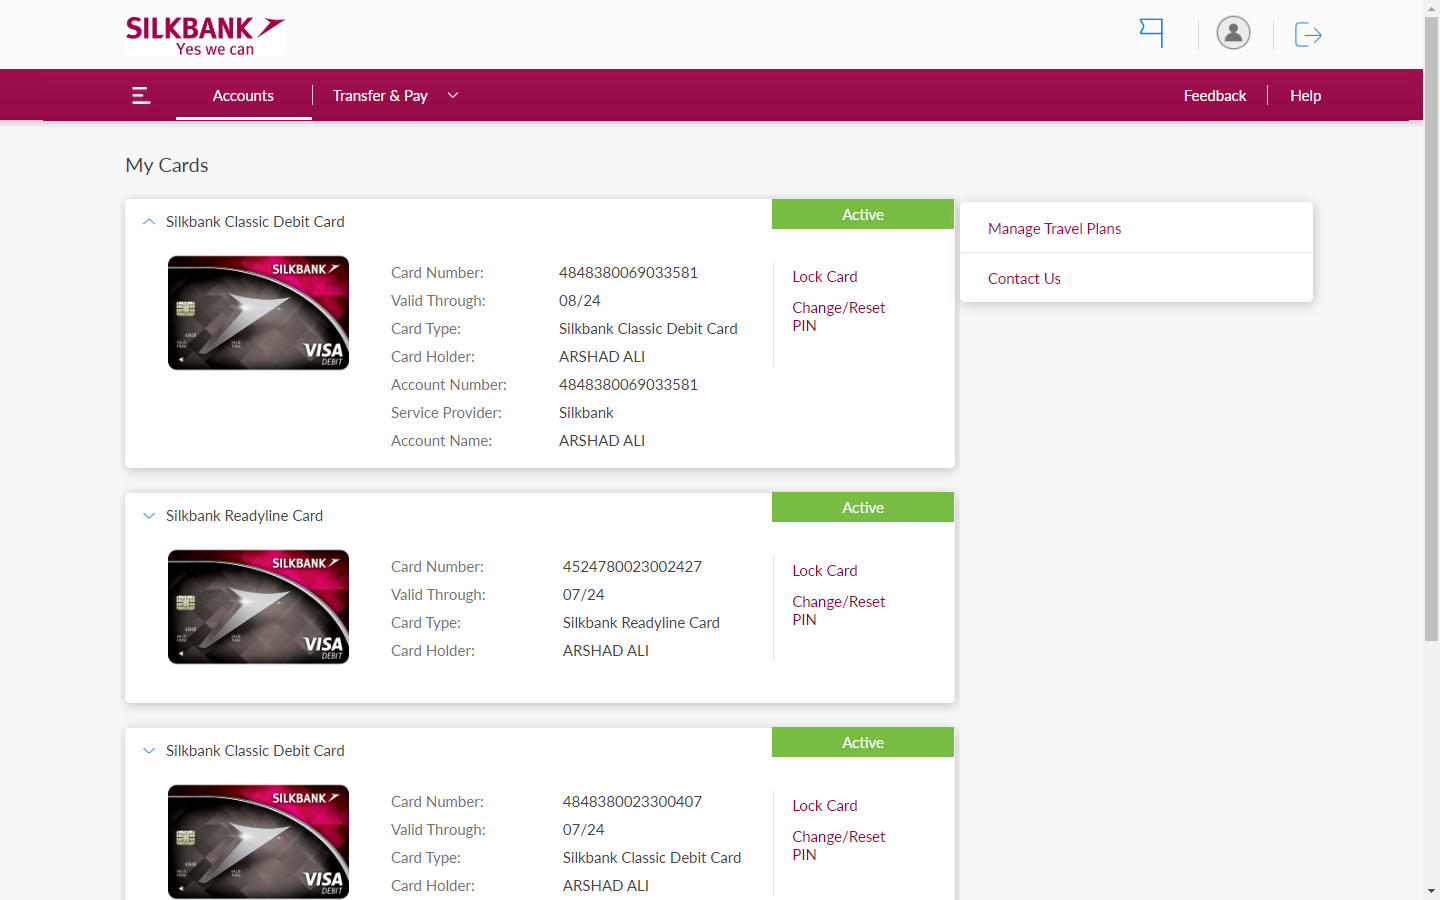 SILKBANK
Yes we can
Accounts
Transfer & Pay
Feedback
Help
My Cards
Silkbank Classic Debit Card
Active
SILKBANK
4848
VISA
DEBIT
Card Number: 4848380069033581
Valid Through: 08/24
Card Type: Silkbank Classic Debit Card
Card Holder: ARSHAD ALI
Account Number: 4848380069033581
Service Provider: Silkbank
Account Name: ARSHAD ALI
Lock Card
Change/Reset
PIN
Manage Travel Plans
Contact Us
Silkbank Readyline Card
Active
SILKBANK
4848
VISA
DEBIT
Card Number: 4524780023002427
Valid Through: 07/24
Card Type: Silkbank Readyline Card
Card Holder: ARSHAD ALI
Lock Card
Change/Reset
PIN
Silkbank Classic Debit Card
Active
SILKBANK
4848
VISA
DEBIT
Card Number: 4848380023300407
Valid Through: 07/24
Card Type: Silkbank Classic Debit Card
Card Holder: ARSHAD ALI
Lock Card
Change/Reset
PIN